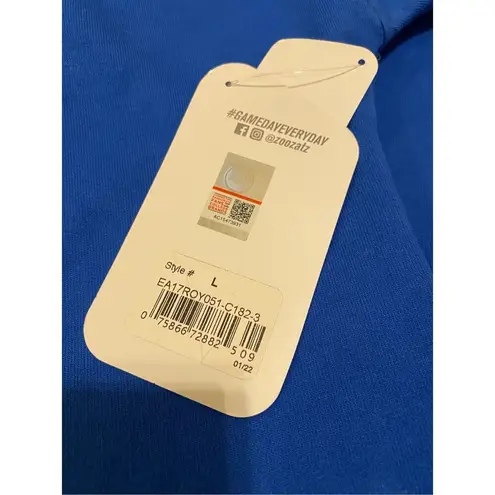 #GAMEDAYEVERYDAY
@zoozatz
Style #
L
EA17ROY051-C182-3
0 75866 72882 509
01/22